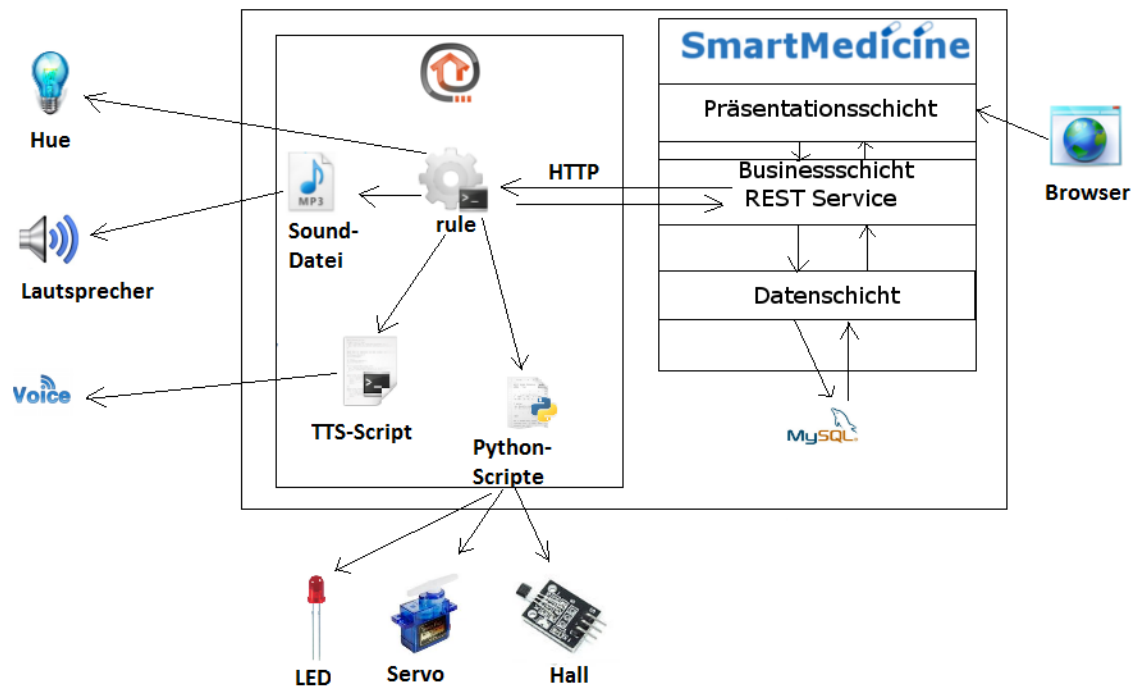 SmartMedicine
Präsentationsschicht
Businessschicht
REST Service
Datenschicht
MySQL
Browser
HTTP
rule
MP3
Sound-
Datei
TTS-Script
Python-
Scripte
Hue
Lautsprecher
Voice
LED
Servo
Hall